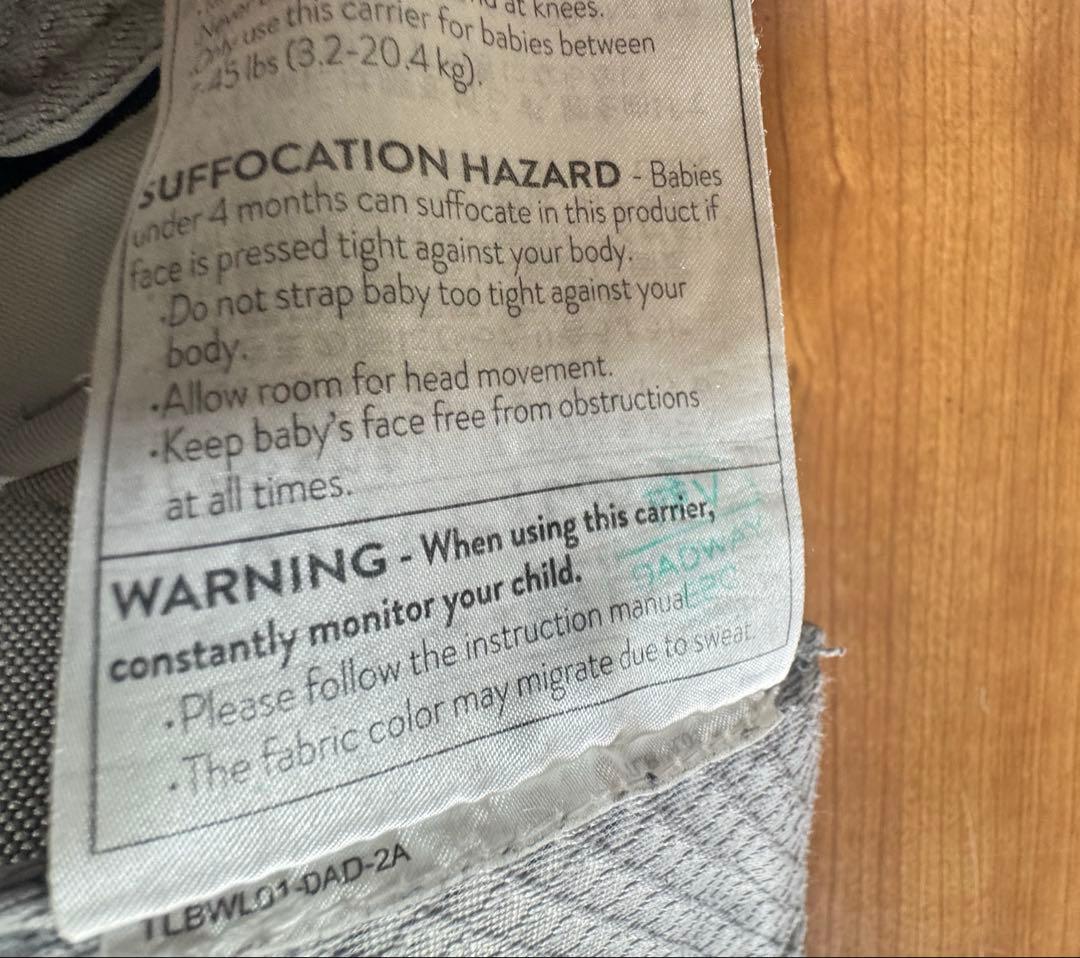 at knees.
use this carrier for babies between
45 lbs (3.2-20.4 kg).
SUFFOCATION HAZARD - Babies
under 4 months can suffocate in this product if
face is pressed tight against your body.
•Do not strap baby too tight against your
body.
•Allow room for head movement.
•Keep baby's face free from obstructions
at all times.
WARNING - When using this carrier,
constantly monitor your child.
•Please follow the instruction manual.
•The fabric color may migrate due to sweat.
TLBWL01-DAD-2A